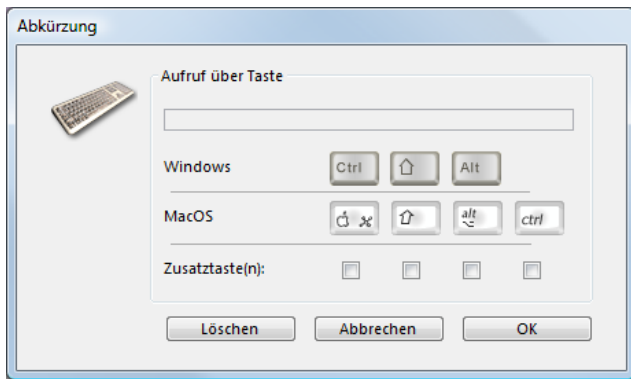 Abkürzung
Aufruf über Taste
Windows Ctrl Alt
MacOS alt ctrl
Zusatztaste(n):
Löschen Abbrechen OK